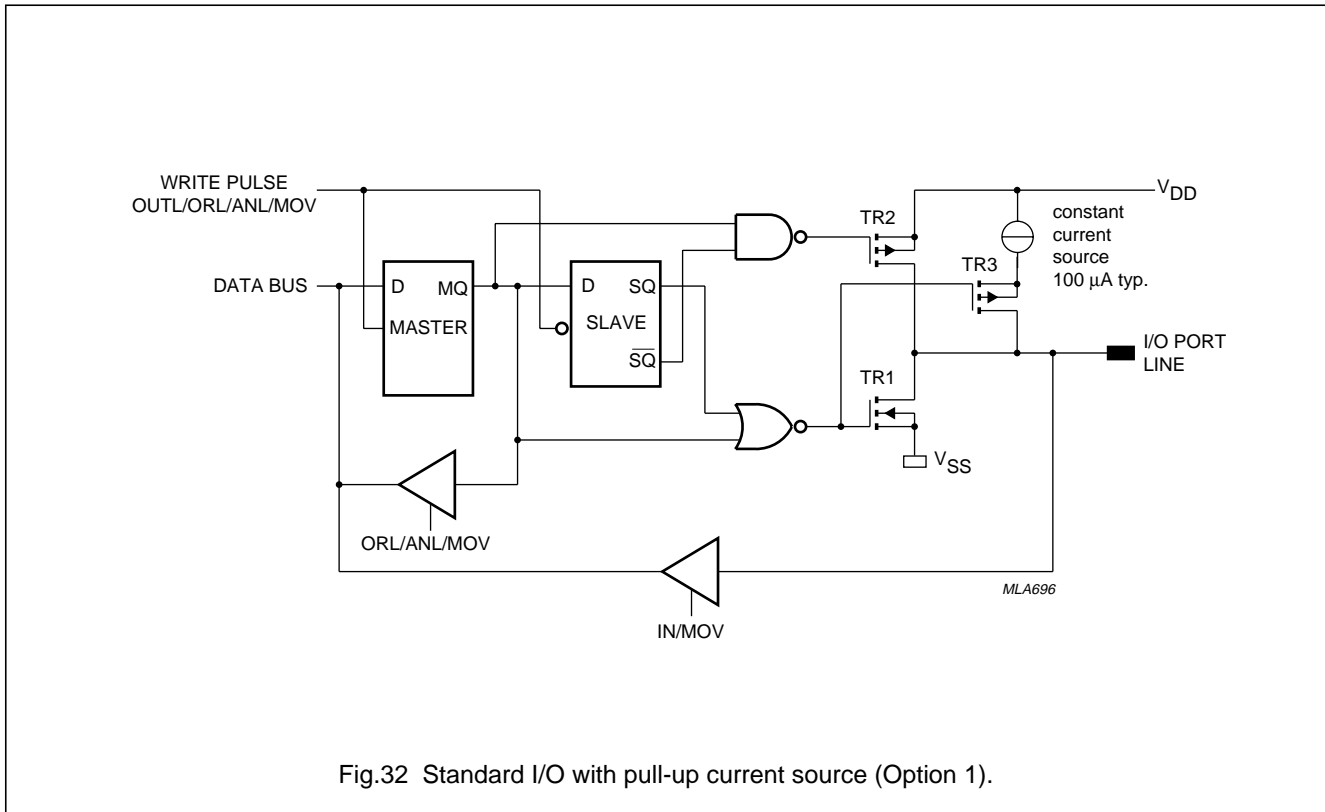 WRITE PULSE
OUTL/ORL/ANL/MOV
DATA BUS
D
MQ
MASTER
D
SQ
SLAVE
SQ
TR2
VDD
constant
current
source
100 µA typ.
TR3
I/O PORT
LINE
TR1
VSS
ORL/ANL/MOV
IN/MOV
MLA696
Fig.32 Standard I/O with pull-up current source (Option 1).